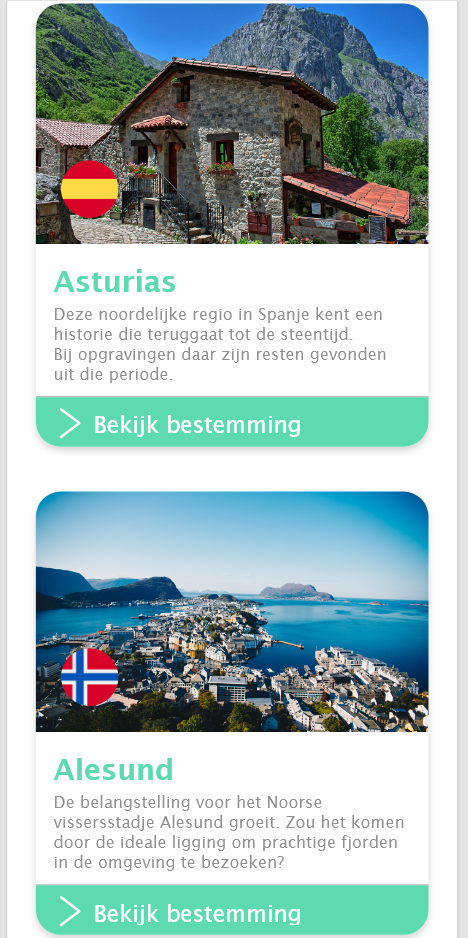 Asturias
Deze noordelijke regio in Spanje kent een
historie die teruggaat tot de steentijd.
Bij opgravingen daar zijn resten gevonden
uit die periode.
Bekijk bestemming
Alesund
De belangstelling voor het Noorse
vissersstadje Alesund groeit. Zou het komen
door de ideale ligging om prachtige fjorden
in de omgeving te bezoeken?
Bekijk bestemming